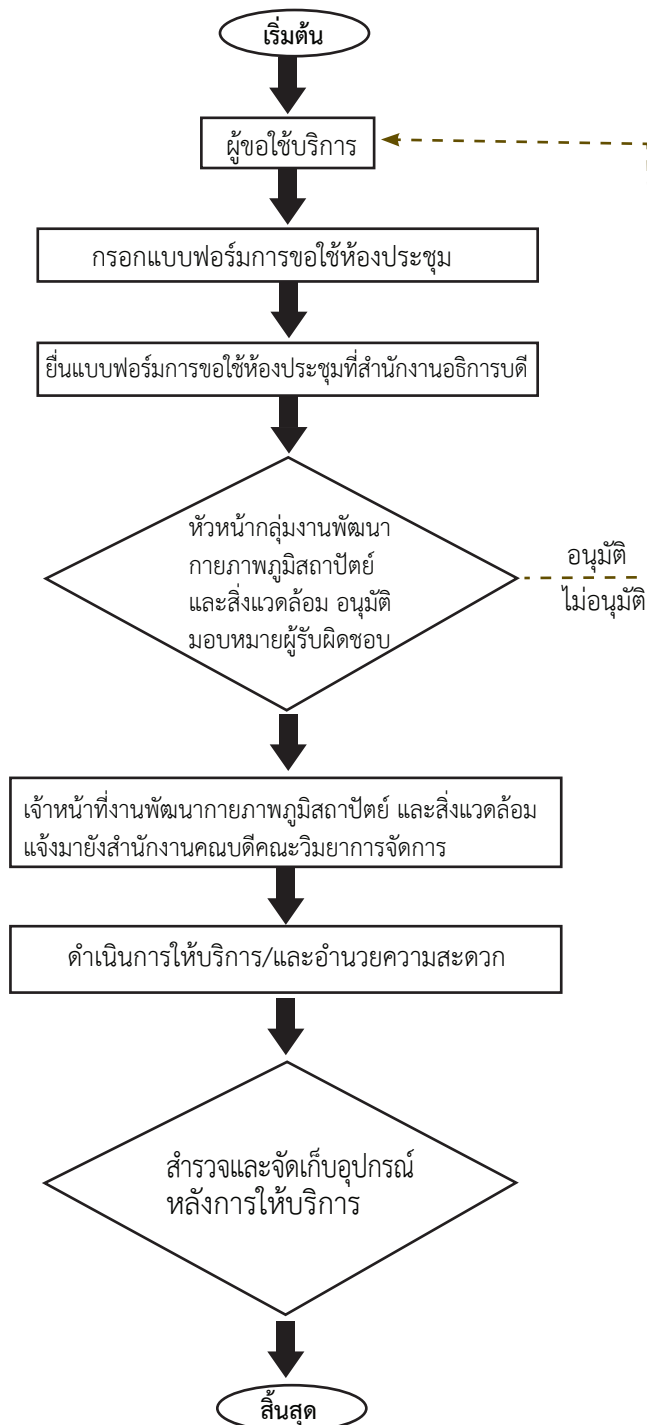 เริ่มต้น
ผู้ขอใช้บริการ
กรอกแบบฟอร์มการขอใช้ห้องประชุม
ยื่นแบบฟอร์มการขอใช้ห้องประชุมที่สำนักงานอธิการบดี
หัวหน้ากลุ่มงานพัฒนา
กายภาพภูมิสถาปัตย์
และสิ่งแวดล้อม อนุมัติ
มอบหมายผู้รับผิดชอบ
อนุมัติ
ไม่อนุมัติ
เจ้าหน้าที่งานพัฒนากายภาพภูมิสถาปัตย์ และสิ่งแวดล้อม
แจ้งมายังสำนักงานคณบดีคณะวิมยาการจัดการ
ดำเนินการให้บริการ/และอำนวยความสะดวก
สำรวจและจัดเก็บอุปกรณ์
หลังการให้บริการ
สิ้นสุด